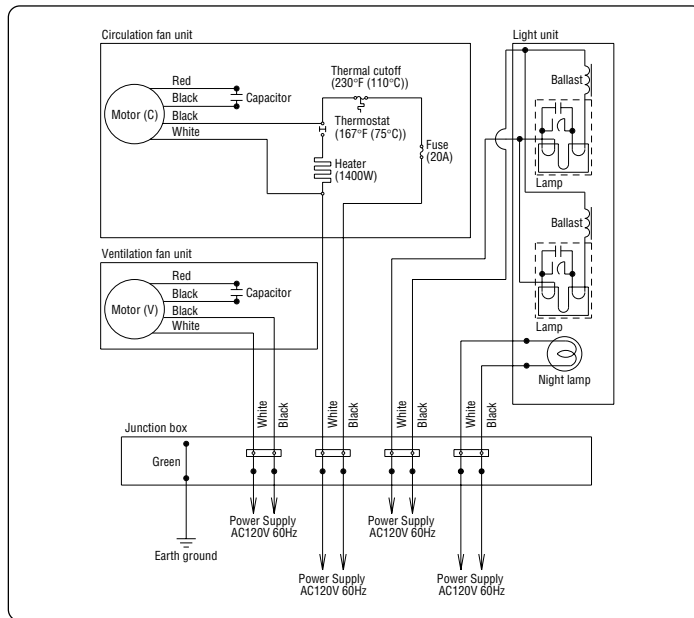 Circulation fan unit
Motor (C)
Red
Black
Black
White
Capacitor
Thermal cutoff
(230°F (110°C))
Thermostat
(167°F (75°C))
Heater
(1400W)
Fuse
(20A)
Light unit
Ballast
Lamp
Ballast
Lamp
Night lamp
Ventilation fan unit
Motor (V)
Red
Black
Black
White
Capacitor
White
Black
White
Black
White
Black
White
Black
Junction box
Green
Earth ground
Power Supply
AC120V 60Hz
Power Supply
AC120V 60Hz
Power Supply
AC120V 60Hz
Power Supply
AC120V 60Hz